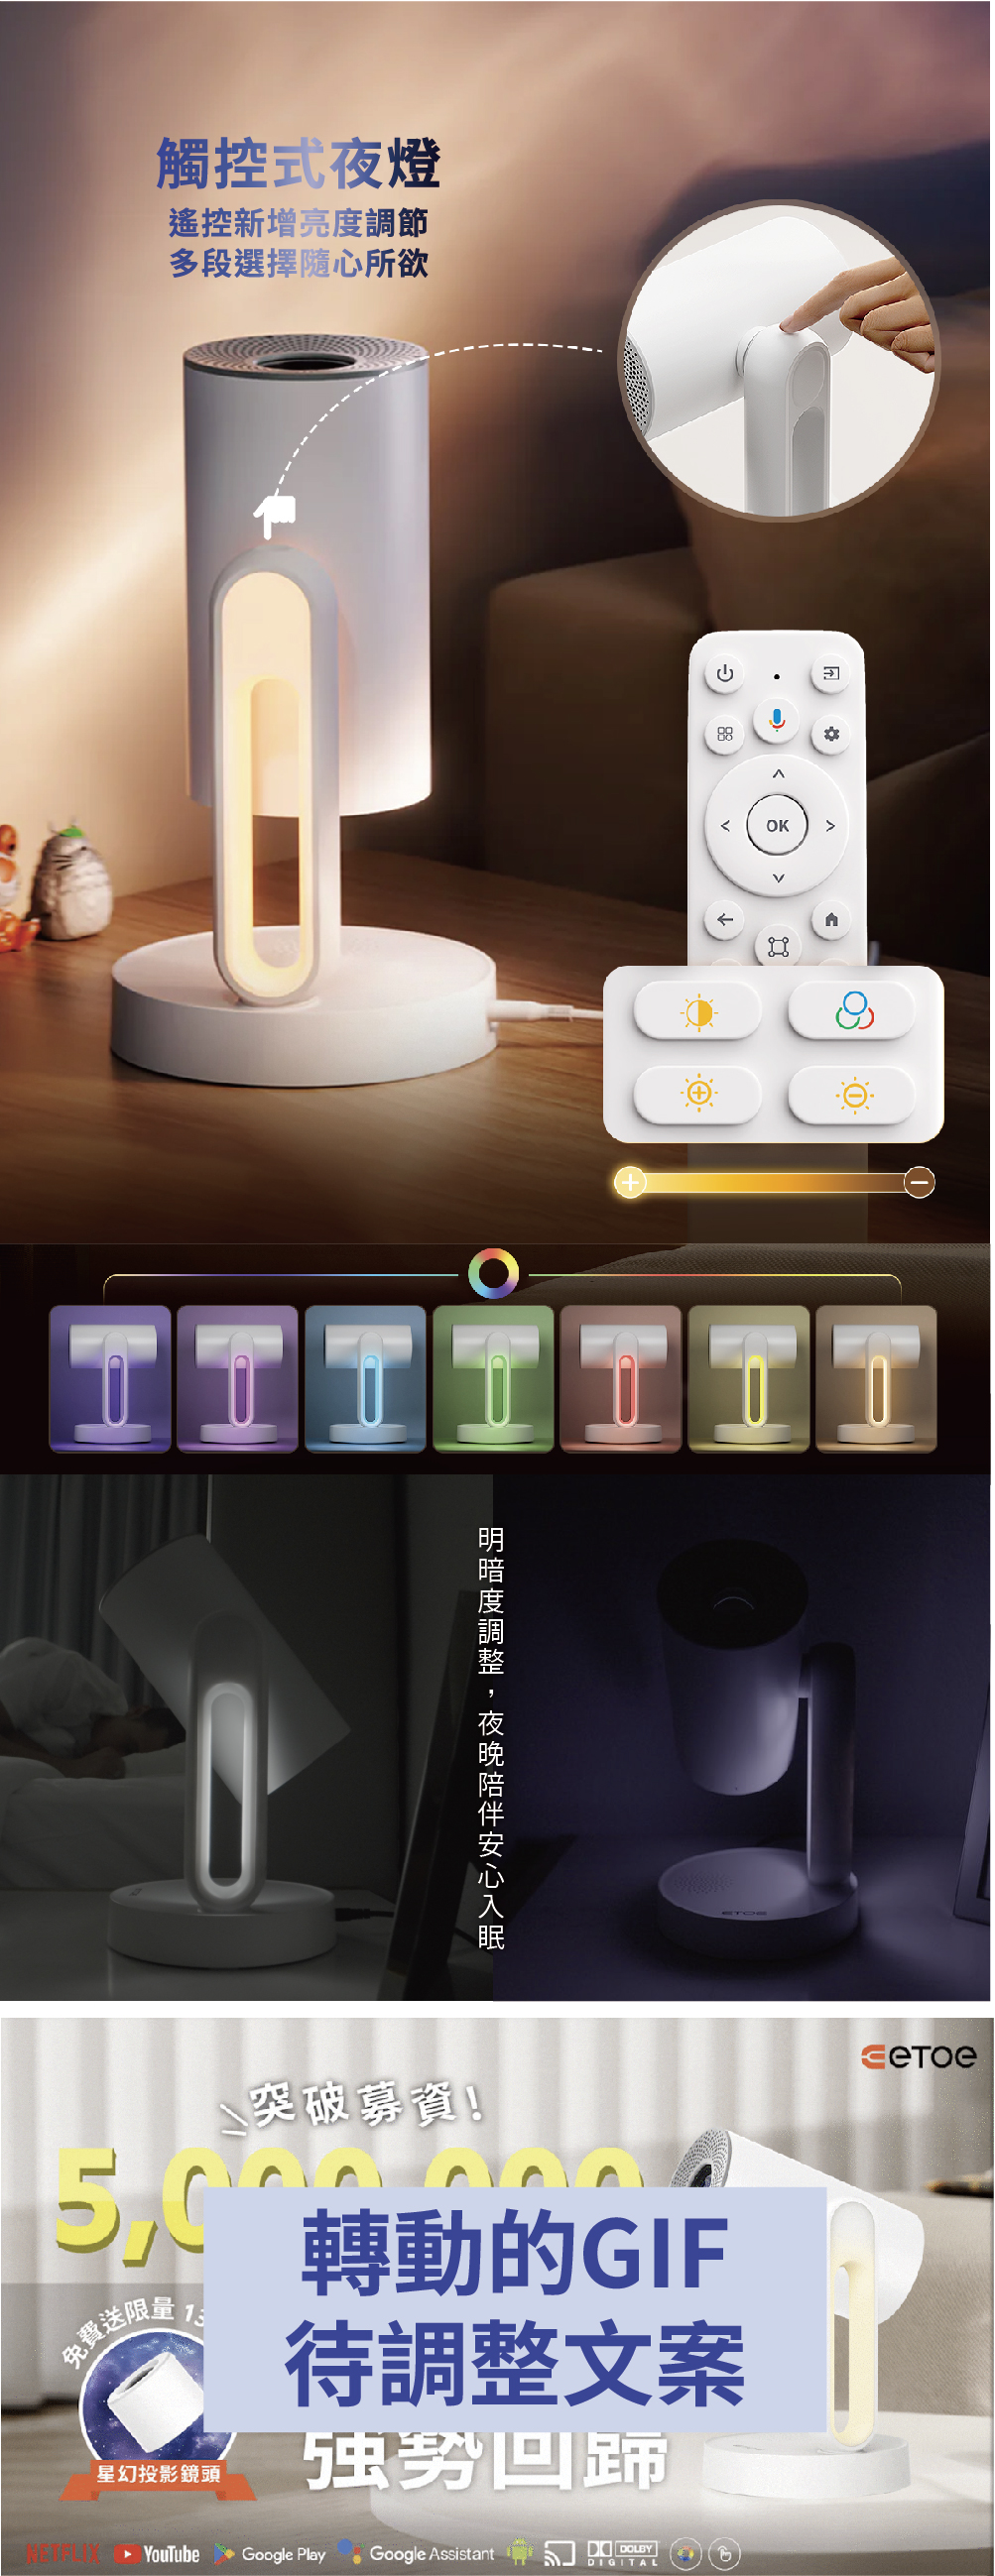 觸控式夜燈
遙控新增亮度調節
多段選擇隨心所欲
OK
明暗度調整，夜晚陪伴安心入眠
ETOE
eTOe
突破募資!
5,000,000
轉動的GIF
待調整文案
免費送限量
星幻投影鏡頭
強勢回歸
NETFLIX YouTube Google Play Google Assistant DOLBY DIGITAL